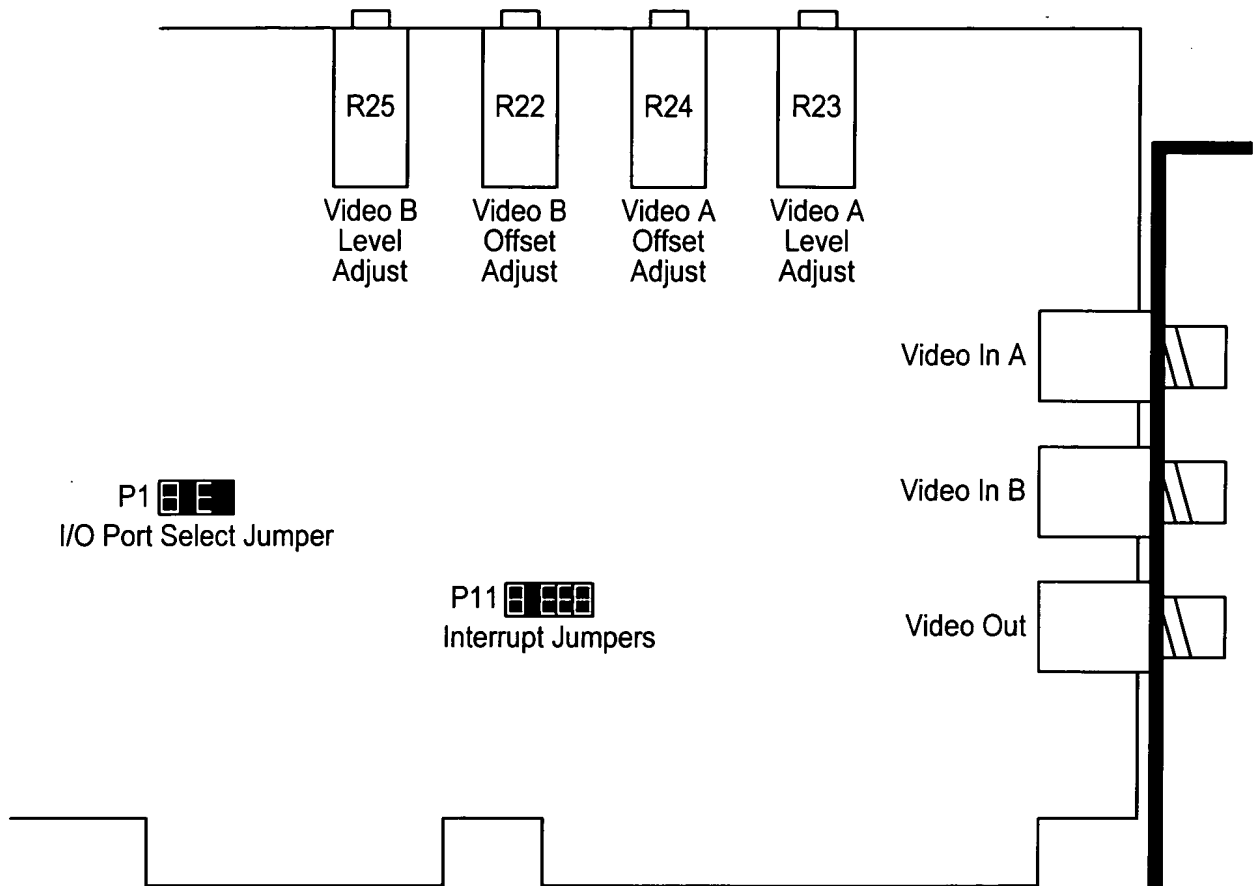 R25
R22
R24
R23
Video B
Level
Adjust
Video B
Offset
Adjust
Video A
Offset
Adjust
Video A
Level
Adjust
Video In A
Video In B
P1
I/O Port Select Jumper
P11
Interrupt Jumpers
Video Out